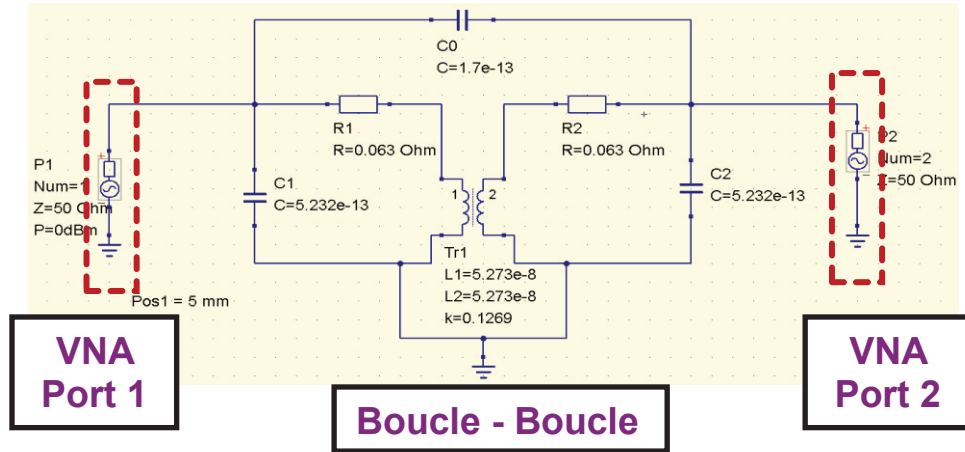 C0
C=1.7e-13
R1
R=0.063 Ohm
R2
R=0.063 Ohm
P1
Num=1
Z=50 Ohm
P=0dBm
C1
C=5.232e-13
1
2
C2
C=5.232e-13
P2
Num=2
Z=50 Ohm
Tr1
L1=5.273e-8
L2=5.273e-8
k=0.1269
Pos1 = 5 mm
VNA
Port 1
Boucle - Boucle
VNA
Port 2